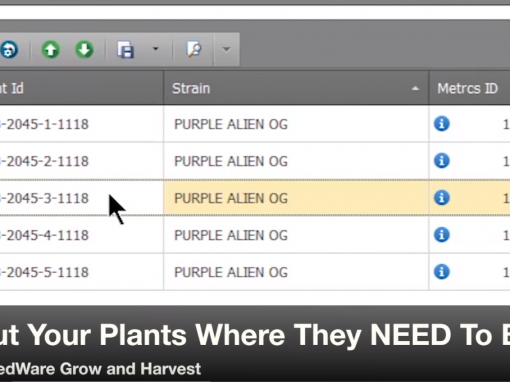 t Id Strain Metrcs ID
-2045-1-1118 PURPLE ALIEN OG 1
-2045-2-1118 PURPLE ALIEN OG 1
-2045-3-1118 PURPLE ALIEN OG 1
-2045-4-1118 PURPLE ALIEN OG 1
-2045-5-1118 PURPLE ALIEN OG 1
ut Your Plants Where They NEED To
edWare Grow and Harvest